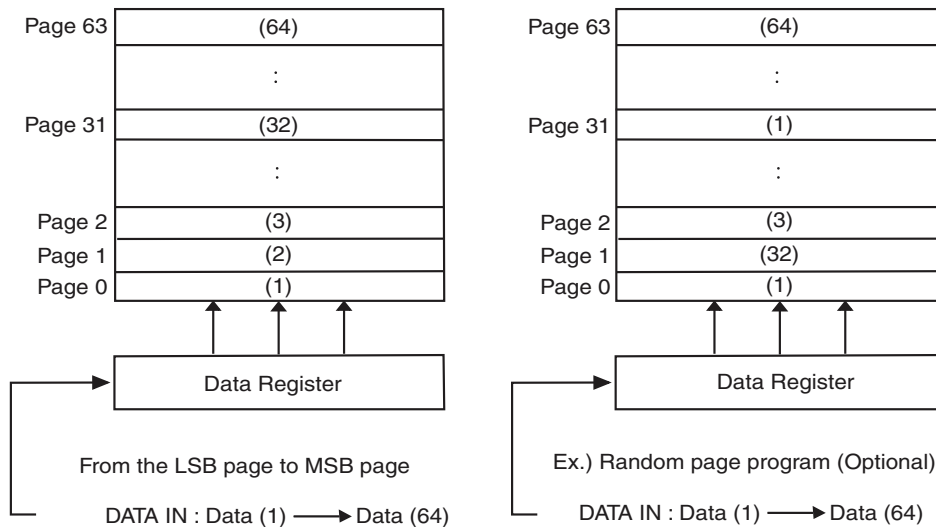 Page 63 (64)
:
Page 31 (32)
:
Page 2 (3)
Page 1 (2)
Page 0 (1)
Data Register
From the LSB page to MSB page
DATA IN : Data (1) → Data (64)
Page 63 (64)
:
Page 31 (1)
:
Page 2 (3)
Page 1 (32)
Page 0 (1)
Data Register
Ex.) Random page program (Optional)
DATA IN : Data (1) → Data (64)